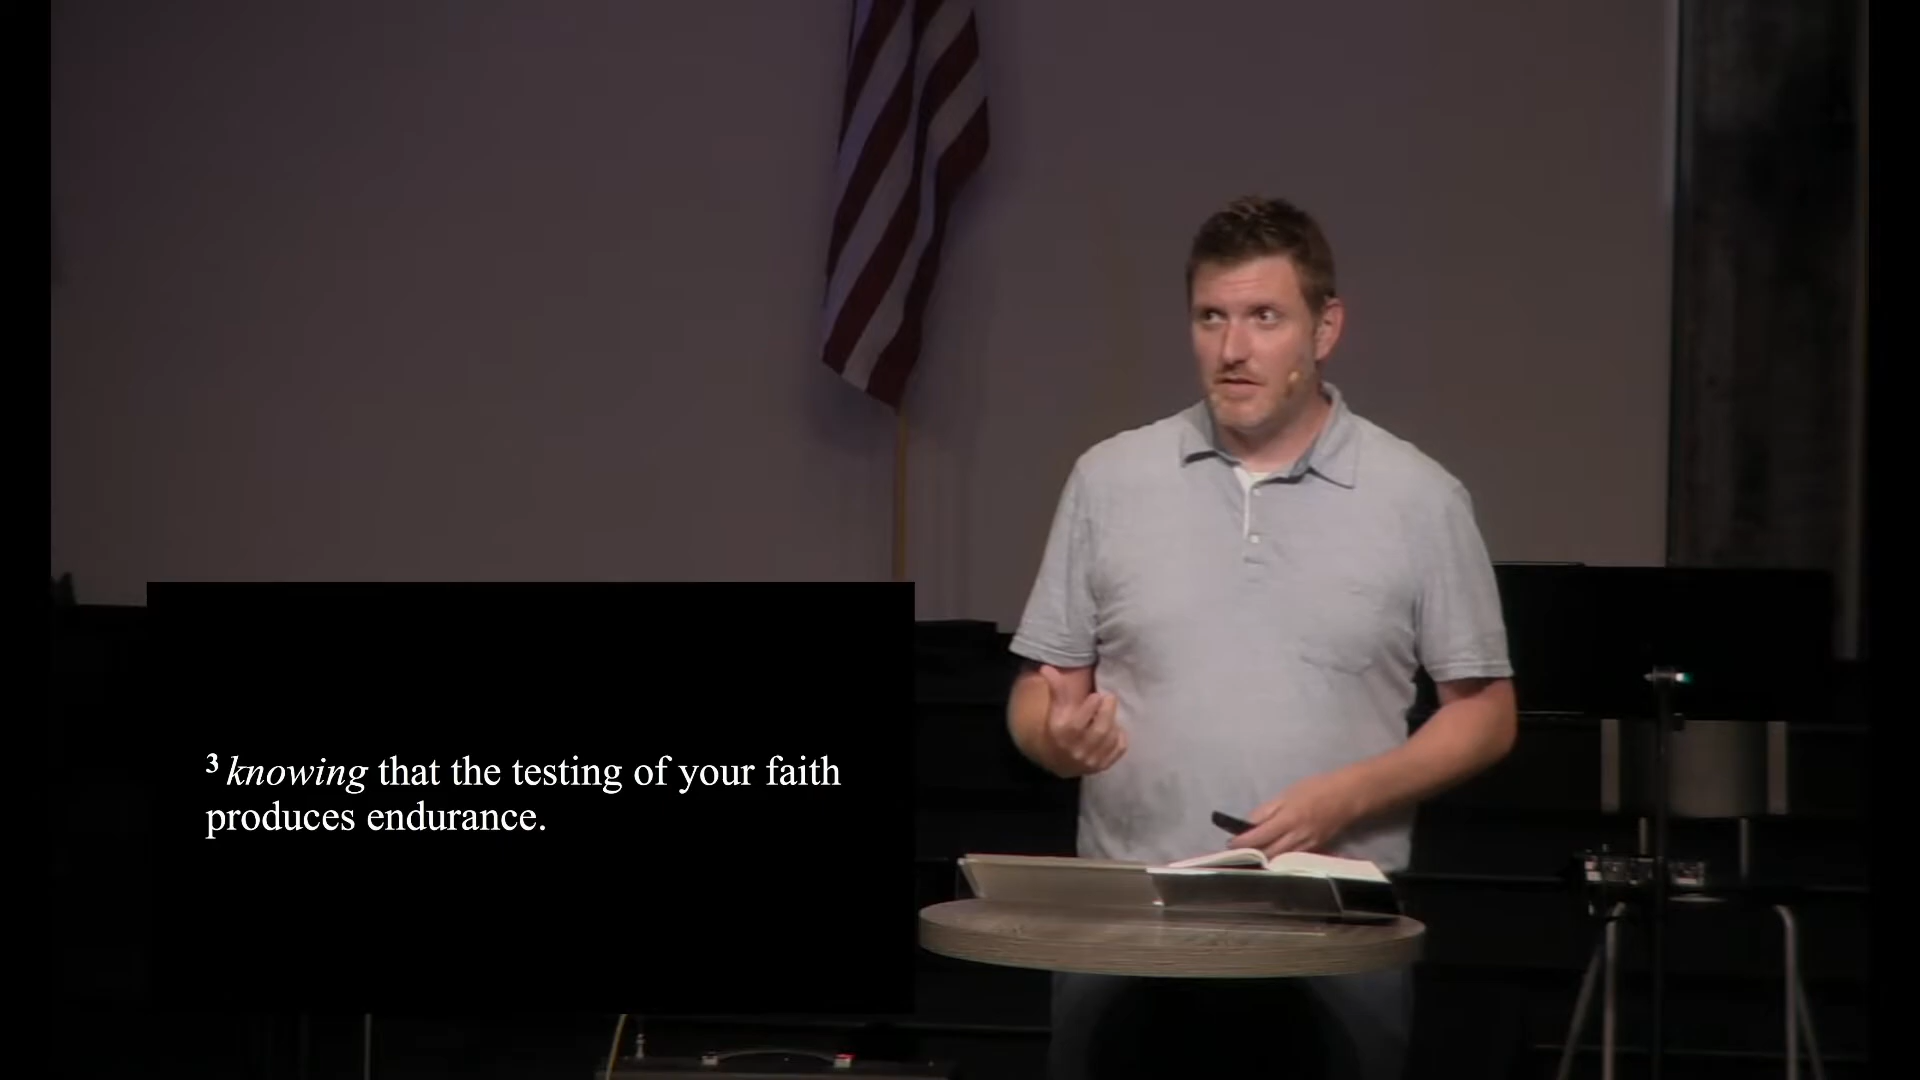 ³ knowing that the testing of your faith
produces endurance.